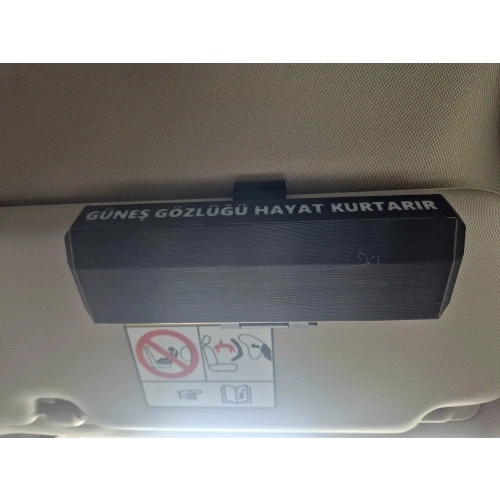 GÜNEŞ GÖZLÜĞÜ HAYAT KURTARIR